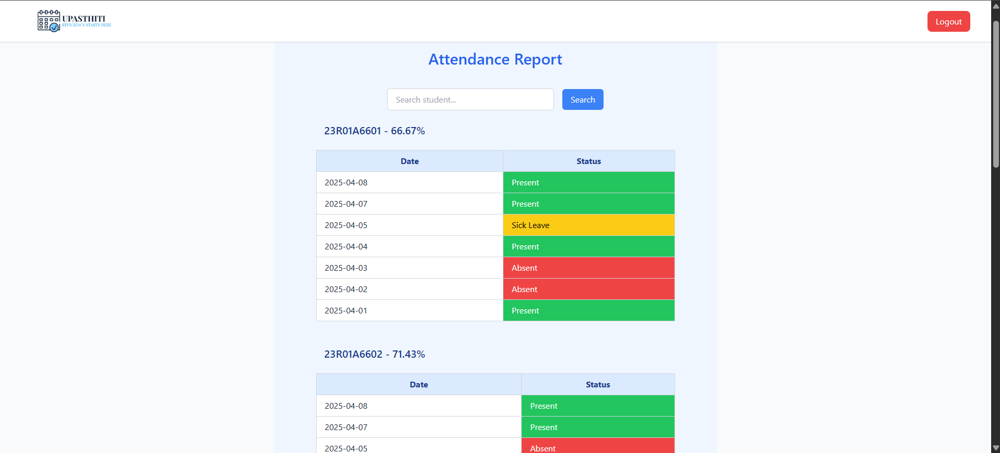 UPASTHITI
EFFICIENCY STARTS HERE
Logout
Attendance Report
Search student...
Search
23R01A6601 - 66.67%
Date Status
2025-04-08 Present
2025-04-07 Present
2025-04-05 Sick Leave
2025-04-04 Present
2025-04-03 Absent
2025-04-02 Absent
2025-04-01 Present
23R01A6602 - 71.43%
Date Status
2025-04-08 Present
2025-04-07 Present
2025-04-05 Absent